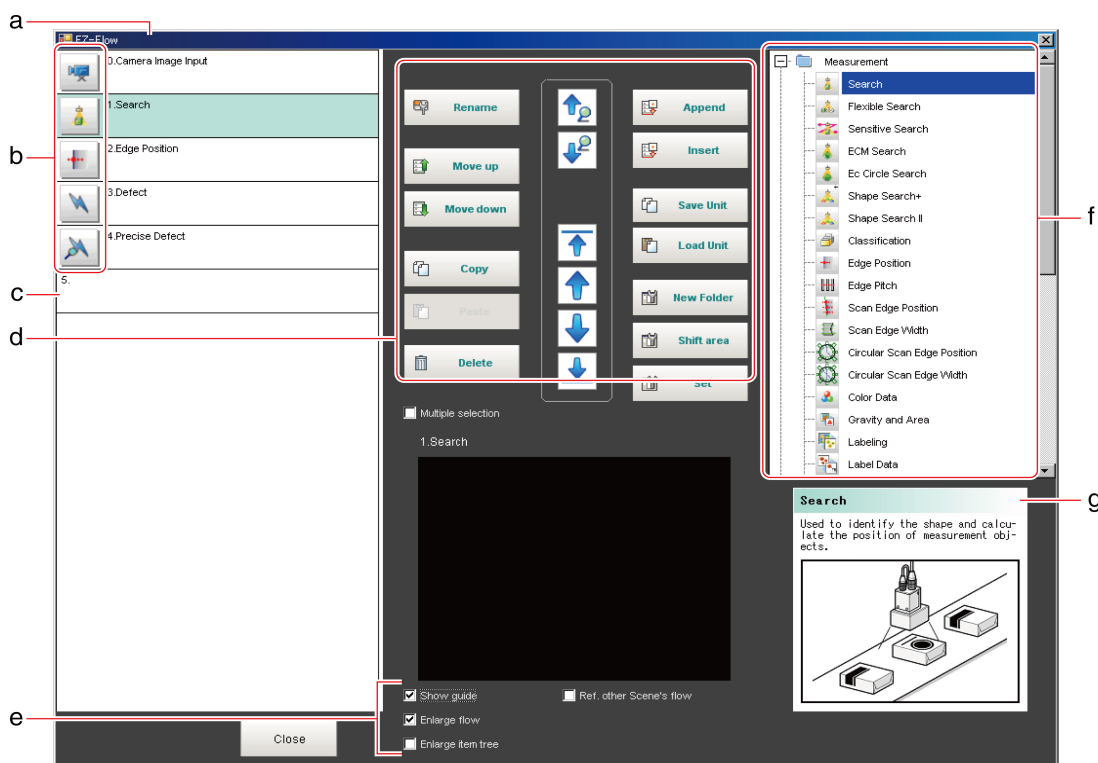 a
EZ-Flow
b
0.Camera Image Input
1.Search
2.Edge Position
3.Defect
4.Precise Defect
c
5.
d
Rename
Move up
Move down
Copy
Paste
Delete
Append
Insert
Save Unit
Load Unit
New Folder
Shift area
Set
Multiple selection
1.Search
e
Show guide
Ref. other Scene's flow
Enlarge flow
Enlarge item tree
Close
Measurement
Search
Flexible Search
Sensitive Search
ECM Search
Ec Circle Search
Shape Search+
Shape Search II
Classification
Edge Position
Edge Pitch
Scan Edge Position
Scan Edge Width
Circular Scan Edge Position
Circular Scan Edge Width
Color Data
Gravity and Area
Labeling
Label Data
f
Search
g
Used to identify the shape and calcu-
late the position of measurement obj-
ects.